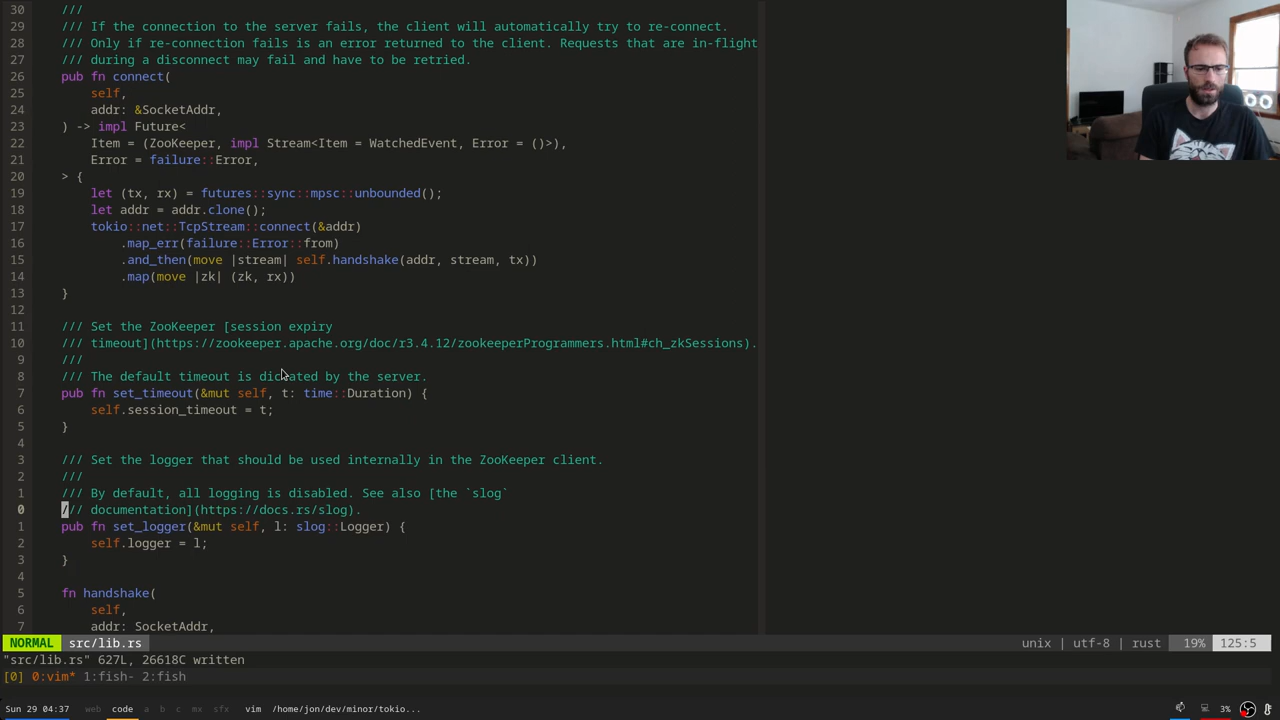 30 ///
29 /// If the connection to the server fails, the client will automatically try to re-connect.
28 /// Only if re-connection fails is an error returned to the client. Requests that are in-flight
27 /// during a disconnect may fail and have to be retried.
26 pub fn connect(
25 self,
24 addr: &SocketAddr,
23 ) -> impl Future<
22 Item = (ZooKeeper, impl Stream<Item = WatchedEvent, Error = ()>),
21 Error = failure::Error,
20 > {
19 let (tx, rx) = futures::sync::mpsc::unbounded();
18 let addr = addr.clone();
17 tokio::net::TcpStream::connect(&addr)
16 .map_err(failure::Error::from)
15 .and_then(move |stream| self.handshake(addr, stream, tx))
14 .map(move |zk| (zk, rx))
13 }
12
11 /// Set the ZooKeeper [session expiry
10 /// timeout](https://zookeeper.apache.org/doc/r3.4.12/zookeeperProgrammers.html#ch_zkSessions).
9 ///
8 /// The default timeout is dictated by the server.
7 pub fn set_timeout(&mut self, t: time::Duration) {
6 self.session_timeout = t;
5 }
4
3 /// Set the logger that should be used internally in the ZooKeeper client.
2 ///
1 /// By default, all logging is disabled. See also [the `slog`
0 /// documentation](https://docs.rs/slog).
1 pub fn set_logger(&mut self, l: slog::Logger) {
2 self.logger = l;
3 }
4
5 fn handshake(
6 self,
7 addr: SocketAddr,
NORMAL src/lib.rs unix | utf-8 | rust 19% 125:5
"src/lib.rs" 627L, 26618C written
[0] 0:vim* 1:fish- 2:fish
Sun 29 04:37 web code a b c mx sfx vim /home/jon/dev/minor/tokio... 3%